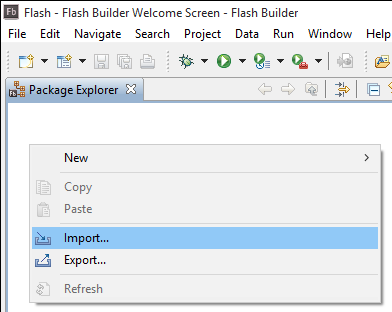 Fb Flash - Flash Builder Welcome Screen - Flash Builder
File Edit Navigate Search Project Data Run Window Help
Package Explorer
New
Copy
Paste
Import...
Export...
Refresh